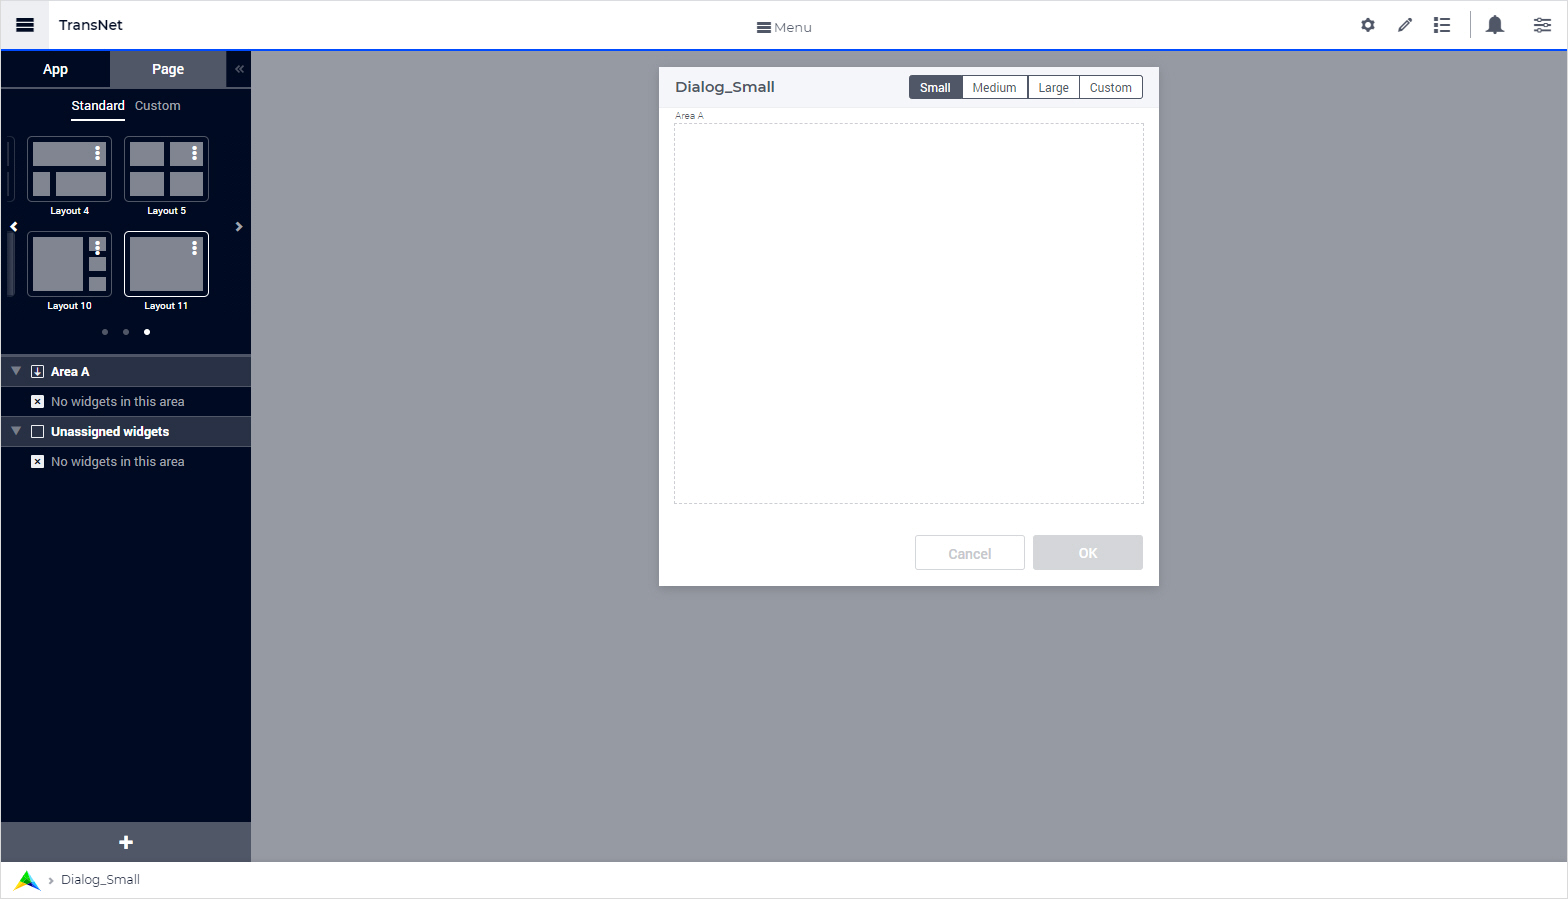 TransNet
Menu
App
Page
Standard
Custom
Layout 4
Layout 5
Layout 10
Layout 11
Area A
No widgets in this area
Unassigned widgets
No widgets in this area
Dialog_Small
Small
Medium
Large
Custom
Area A
Cancel
OK
Dialog_Small